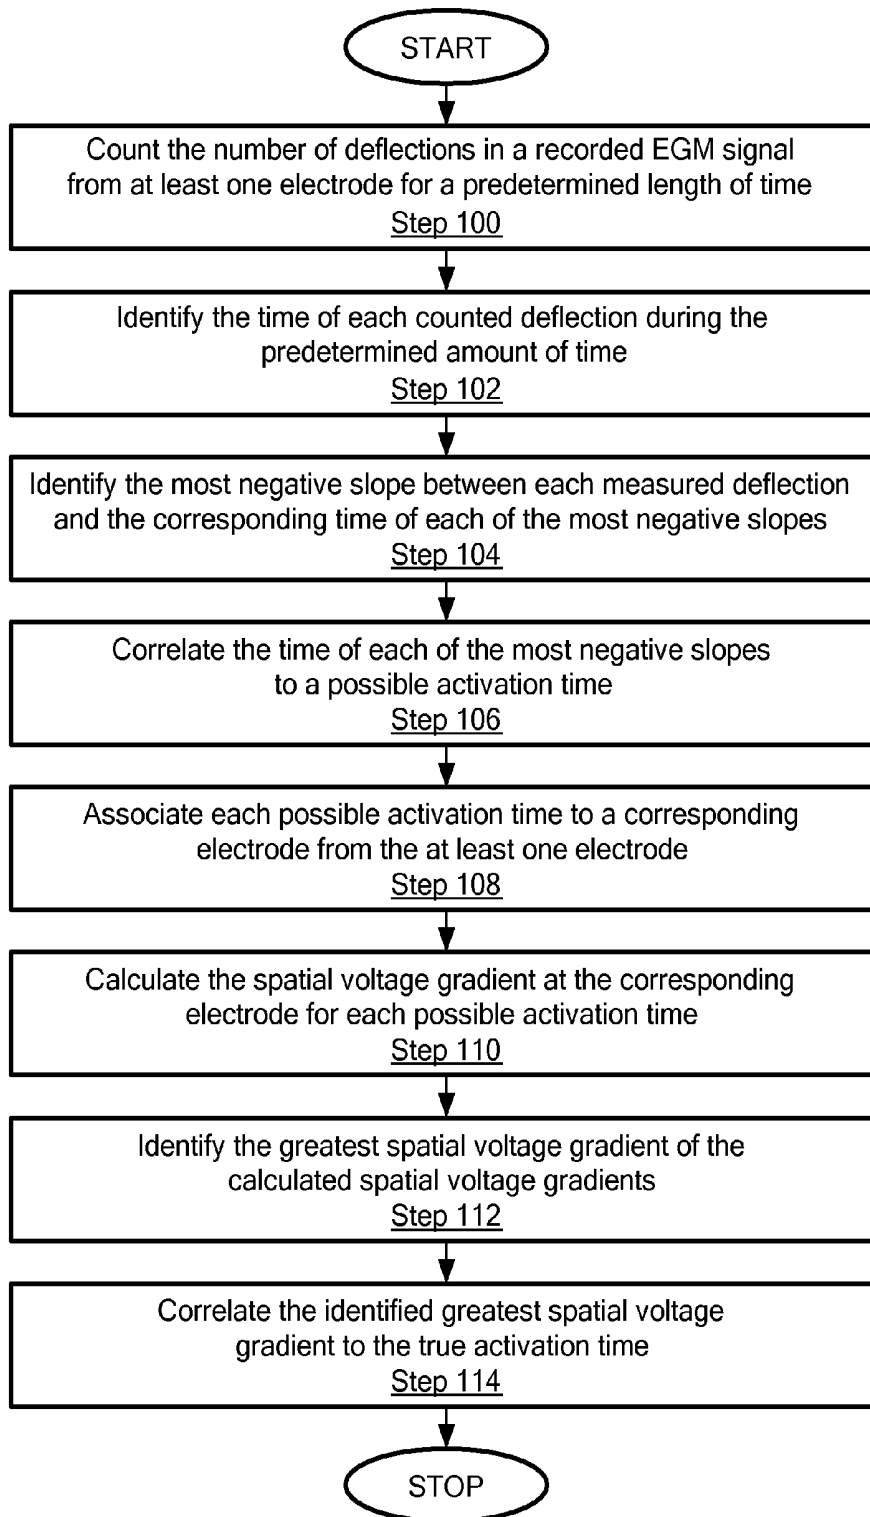 START
Count the number of deflections in a recorded EGM signal
from at least one electrode for a predetermined length of time
Step 100
Identify the time of each counted deflection during the
predetermined amount of time
Step 102
Identify the most negative slope between each measured deflection
and the corresponding time of each of the most negative slopes
Step 104
Correlate the time of each of the most negative slopes
to a possible activation time
Step 106
Associate each possible activation time to a corresponding
electrode from the at least one electrode
Step 108
Calculate the spatial voltage gradient at the corresponding
electrode for each possible activation time
Step 110
Identify the greatest spatial voltage gradient of the
calculated spatial voltage gradients
Step 112
Correlate the identified greatest spatial voltage
gradient to the true activation time
Step 114
STOP